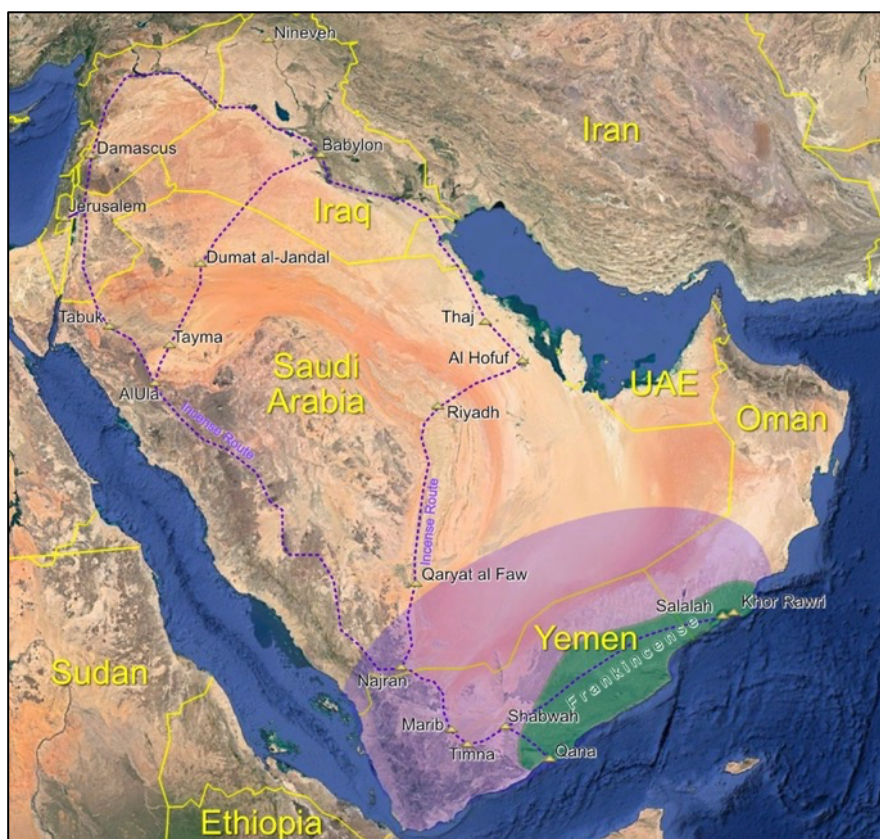 Nineveh
Iran
Damascus
Babylon
Jerusalem
Iraq
Dumat al-Jandal
Tabuk
Tayma
Thaj
Saudi
Arabia
Al Hofuf
UAE
AlUla
Riyadh
Oman
Incense Route
Incense Route
Qaryat al Faw
Salalah
Khor Rawri
Yemen
Frankincense
Sudan
Najran
Marib
Shabwah
Timna
Qana
Ethiopia